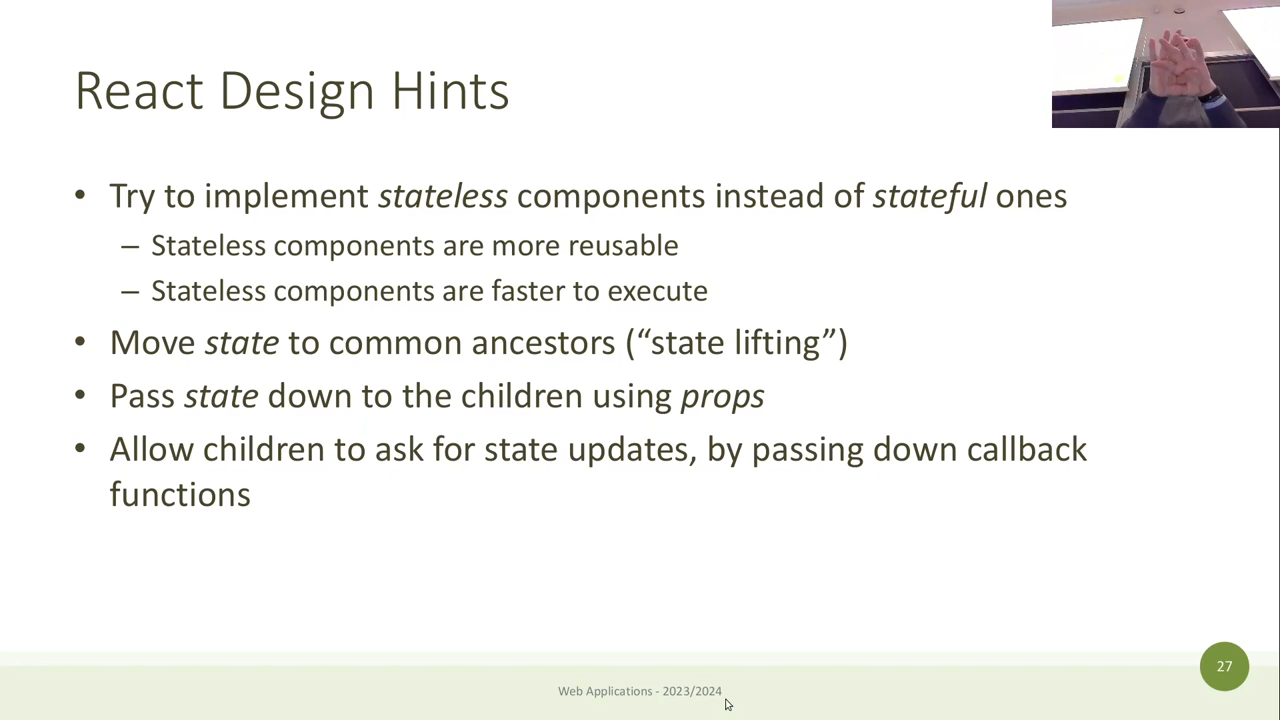 React Design Hints
• Try to implement stateless components instead of stateful ones
– Stateless components are more reusable
– Stateless components are faster to execute
• Move state to common ancestors (“state lifting”)
• Pass state down to the children using props
• Allow children to ask for state updates, by passing down callback
functions
27
Web Applications - 2023/2024